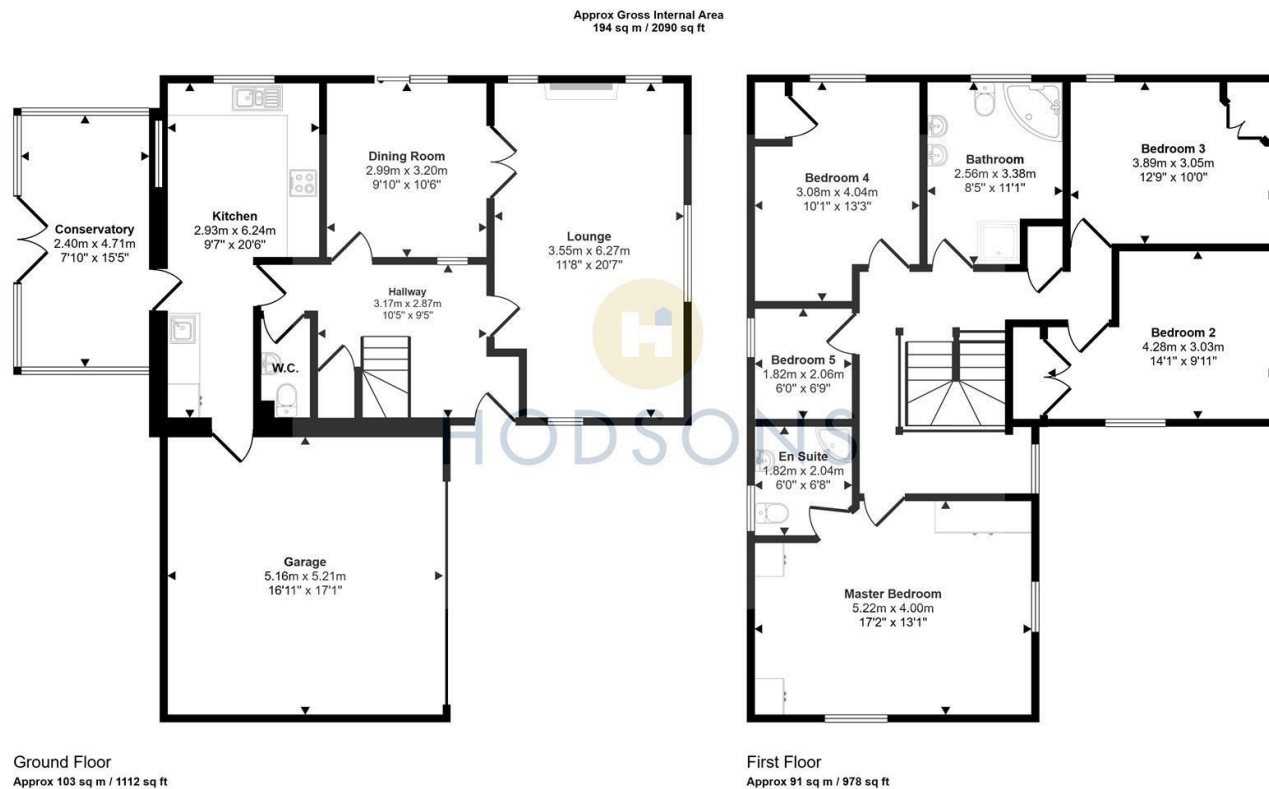 Approx Gross Internal Area
194 sq m / 2090 sq ft
Conservatory
2.40m x 4.71m
7'10" x 15'5"
Kitchen
2.93m x 6.24m
9'7" x 20'6"
Dining Room
2.99m x 3.20m
9'10" x 10'6"
Lounge
3.55m x 6.27m
11'8" x 20'7"
Hallway
3.17m x 2.87m
10'5" x 9'5"
W.C.
Garage
5.16m x 5.21m
16'11" x 17'1"
Ground Floor
Approx 103 sq m / 1112 sq ft
HODSONS
Bedroom 4
3.08m x 4.04m
10'1" x 13'3"
Bathroom
2.56m x 3.38m
8'5" x 11'1"
Bedroom 3
3.89m x 3.05m
12'9" x 10'0"
Bedroom 2
4.28m x 3.03m
14'1" x 9'11"
Bedroom 5
1.82m x 2.06m
6'0" x 6'9"
En Suite
1.82m x 2.04m
6'0" x 6'8"
Master Bedroom
5.22m x 4.00m
17'2" x 13'1"
First Floor
Approx 91 sq m / 978 sq ft